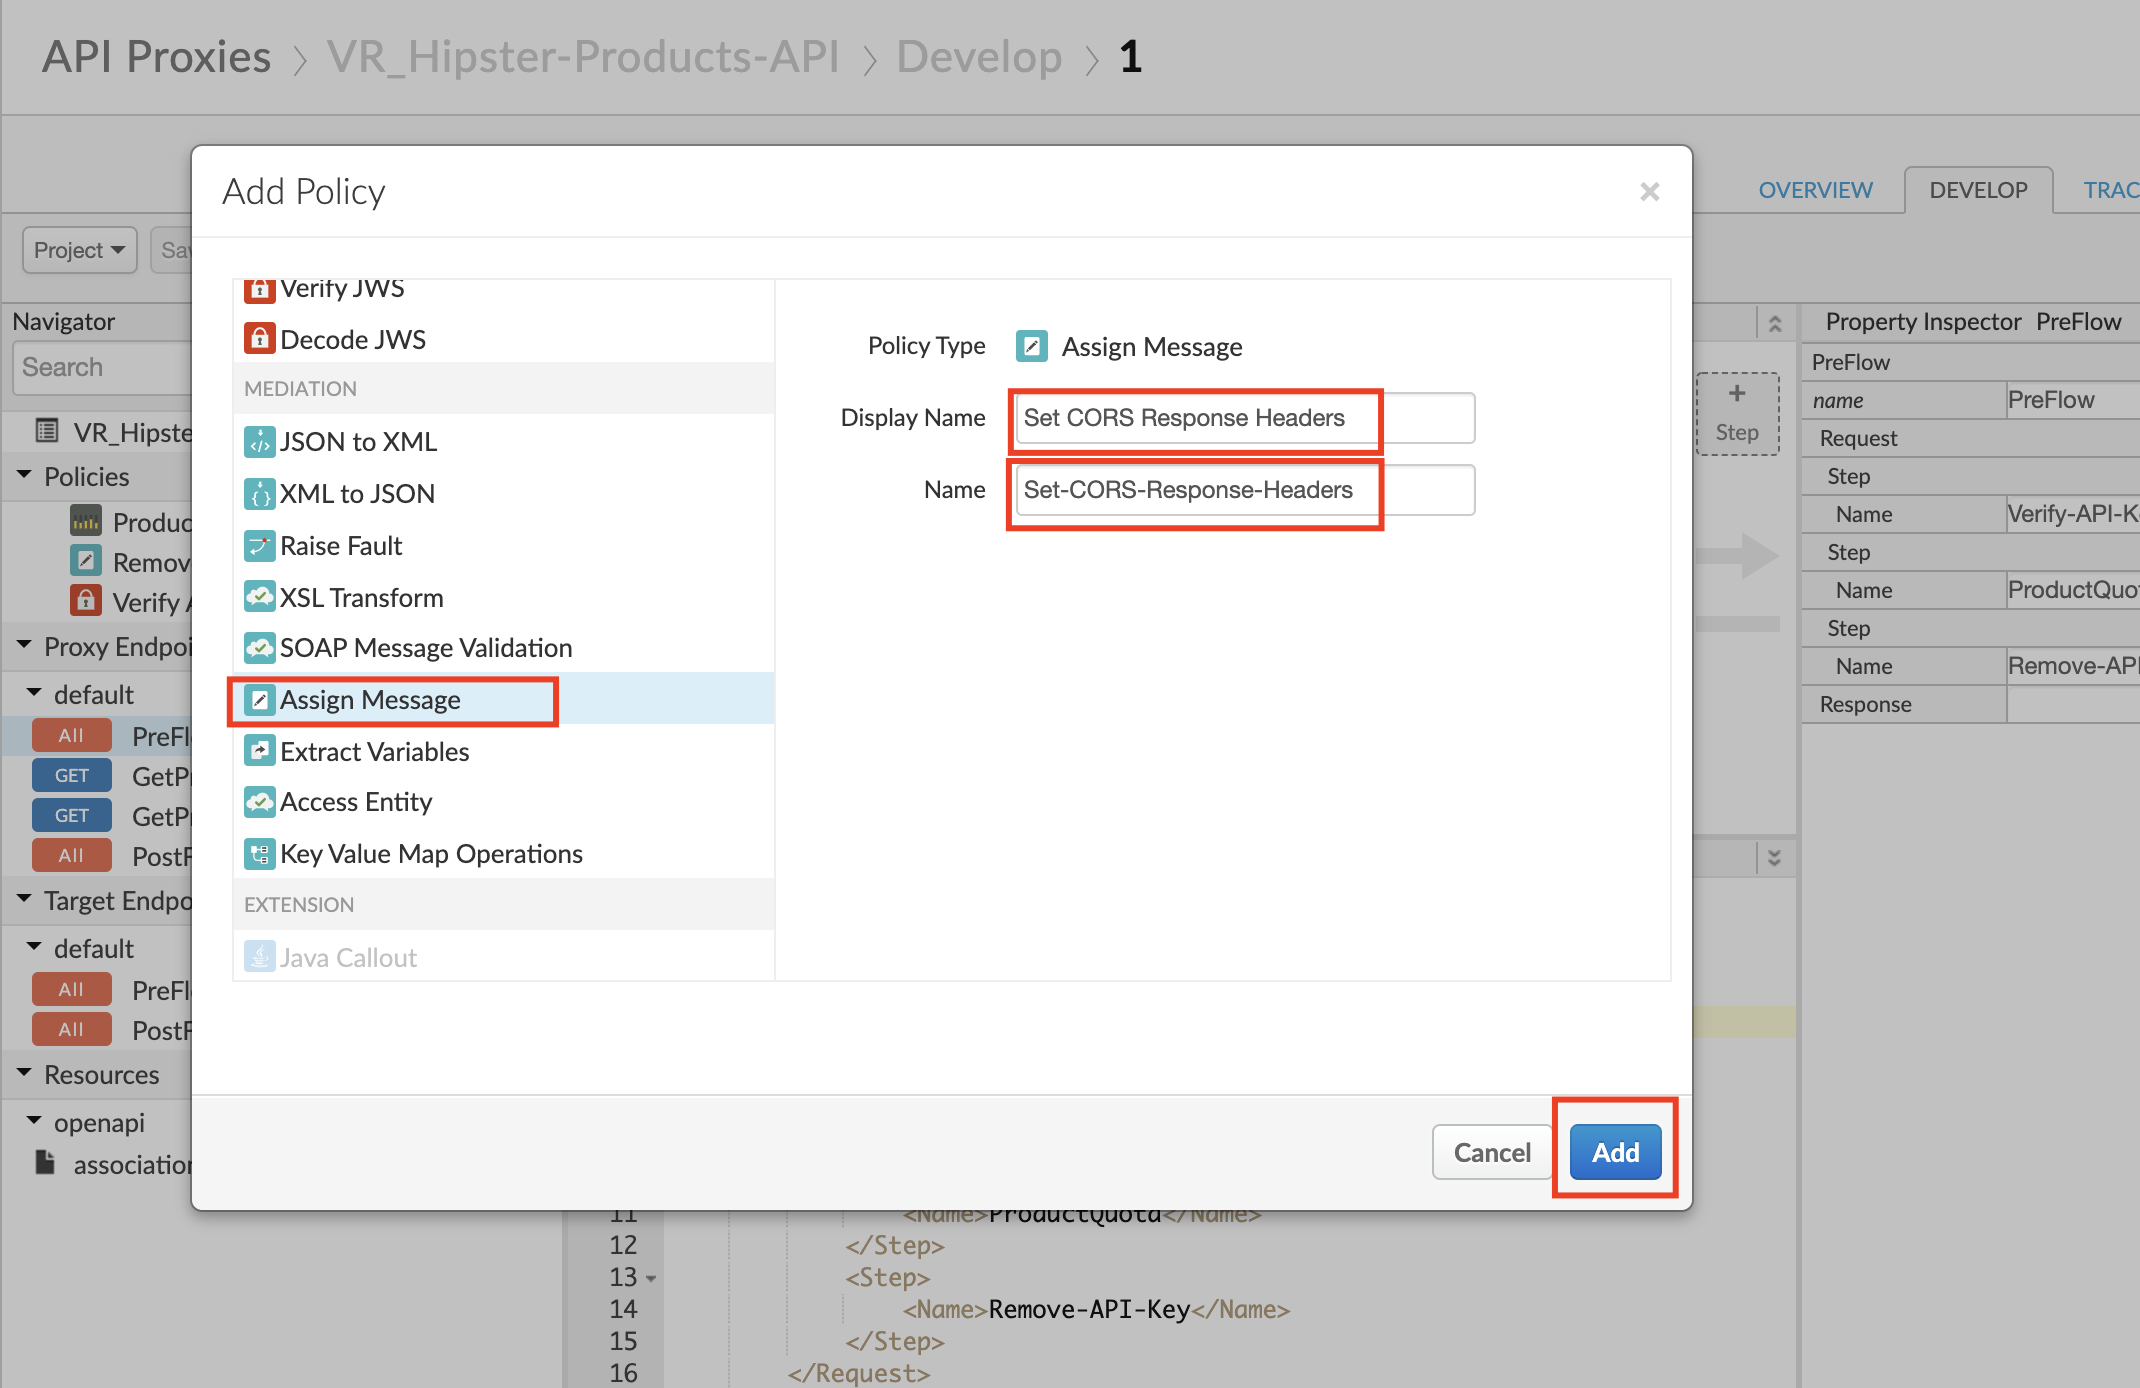 API Proxies > VR_Hipster-Products-API > Develop > 1
OVERVIEW
DEVELOP
TRAC
Project
Sav
Add Policy
×
Navigator
Search
VR_Hipste
Policies
Produc
Remov
Verify A
Proxy Endpoi
default
All PreFl
GET GetPr
GET GetPr
All PostF
Target Endpo
default
All PreFl
All PostF
Resources
openapi
association
Verify JWS
Decode JWS
MEDIATION
JSON to XML
XML to JSON
Raise Fault
XSL Transform
SOAP Message Validation
Assign Message
Extract Variables
Access Entity
Key Value Map Operations
EXTENSION
Java Callout
Policy Type Assign Message
Display Name Set CORS Response Headers
Name Set-CORS-Response-Headers
Cancel
Add
+
Step
Property Inspector PreFlow
PreFlow
name PreFlow
Request
Step
Name Verify-API-K
Step
Name ProductQuot
Step
Name Remove-API
Response
11 <Name>ProductQuota</Name>
12 </Step>
13 <Step>
14 <Name>Remove-API-Key</Name>
15 </Step>
16 </Request>